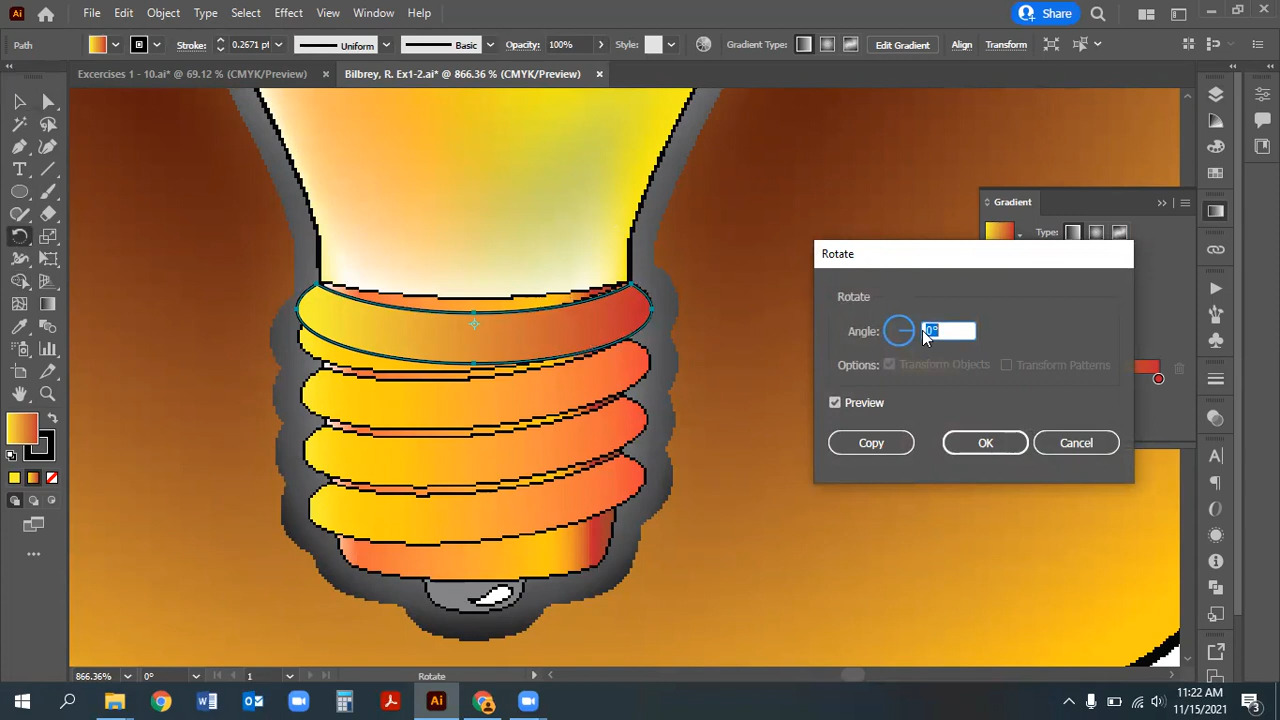 Ai File Edit Object Type Select Effect View Window Help Share
Path Stroke: 0.2671 pt Uniform Basic Opacity: 100% Style: Gradient Type: Edit Gradient Align Transform
Excercises 1 - 10.ai* @ 69.12 % (CMYK/Preview) × Bilbrey, R. Ex1-2.ai* @ 866.36 % (CMYK/Preview) ×
Gradient
Type:
Rotate
Rotate
Angle: 0°
Options: Transform Objects Transform Patterns
Preview
Copy OK Cancel
866.36% 0° 1 Rotate
11:22 AM
11/15/2021
3